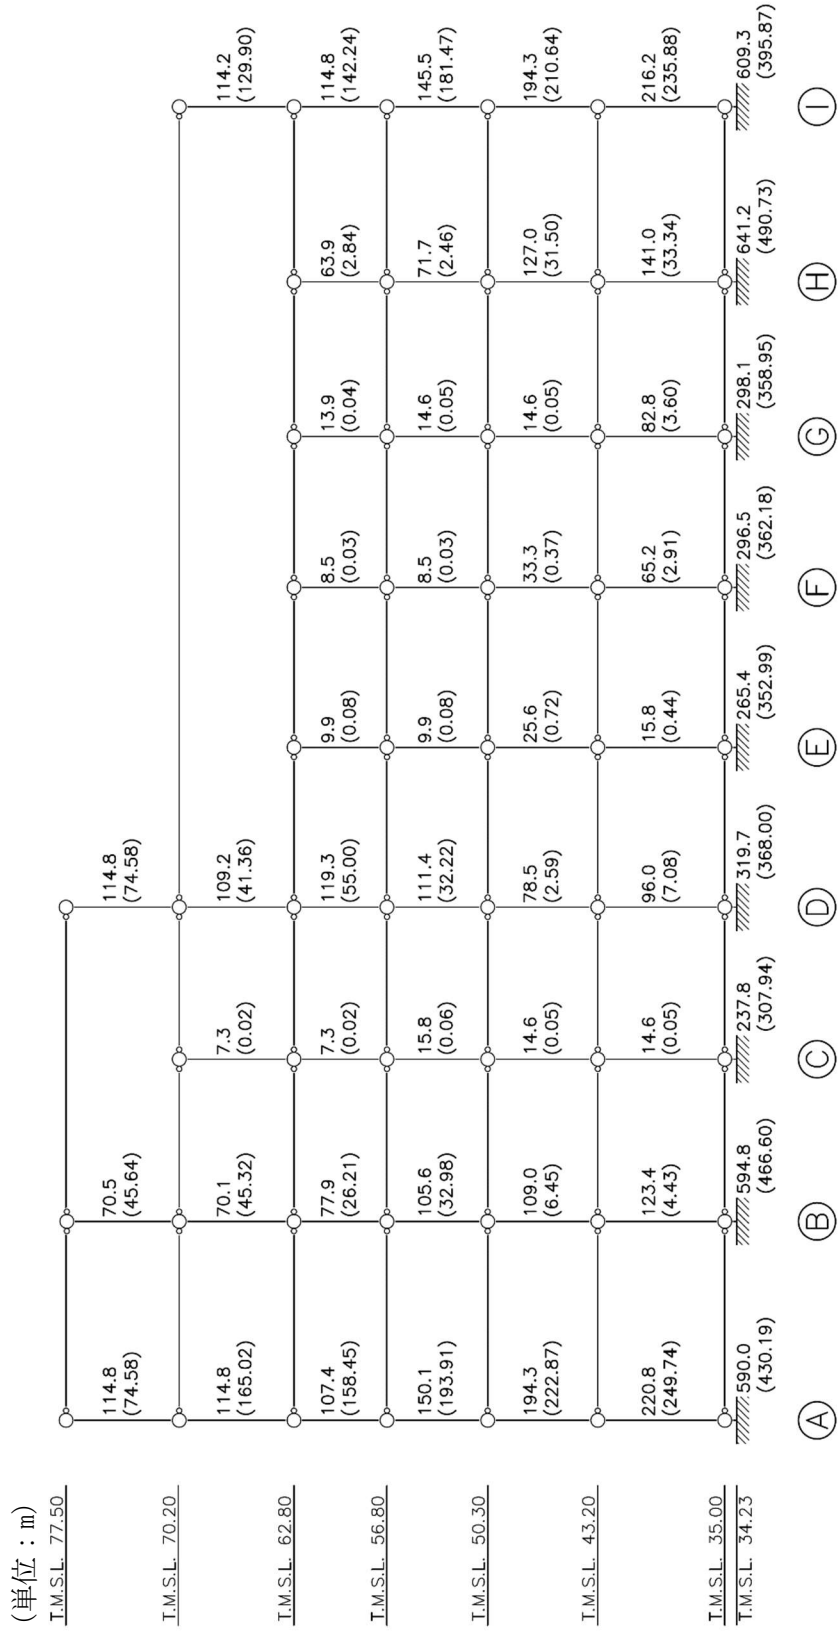 (単位：m)
T.M.S.L. 77.50
114.8 70.5 114.8
(74.58) (45.64) (74.58)
T.M.S.L. 70.20
114.8 70.1 7.3 109.2 114.2
(165.02) (45.32) (0.02) (41.36) (129.90)
T.M.S.L. 62.80
107.4 77.9 7.3 119.3 9.9 8.5 13.9 63.9 114.8
(158.45) (26.21) (0.02) (55.00) (0.08) (0.03) (0.04) (2.84) (142.24)
T.M.S.L. 56.80
150.1 105.6 15.8 111.4 9.9 8.5 14.6 71.7 145.5
(193.91) (32.98) (0.06) (32.22) (0.08) (0.03) (0.05) (2.46) (181.47)
T.M.S.L. 50.30
194.3 109.0 14.6 78.5 25.6 33.3 14.6 127.0 194.3
(222.87) (6.45) (0.05) (2.59) (0.72) (0.37) (0.05) (31.50) (210.64)
T.M.S.L. 43.20
220.8 123.4 14.6 96.0 15.8 65.2 82.8 141.0 216.2
(249.74) (4.43) (0.05) (7.08) (0.44) (2.91) (3.60) (33.34) (235.88)
T.M.S.L. 35.00
T.M.S.L. 34.23
590.0 594.8 237.8 319.7 265.4 296.5 298.1 641.2 609.3
(430.19) (466.60) (307.94) (368.00) (352.99) (362.18) (358.95) (490.73) (395.87)
A B C D E F G H I